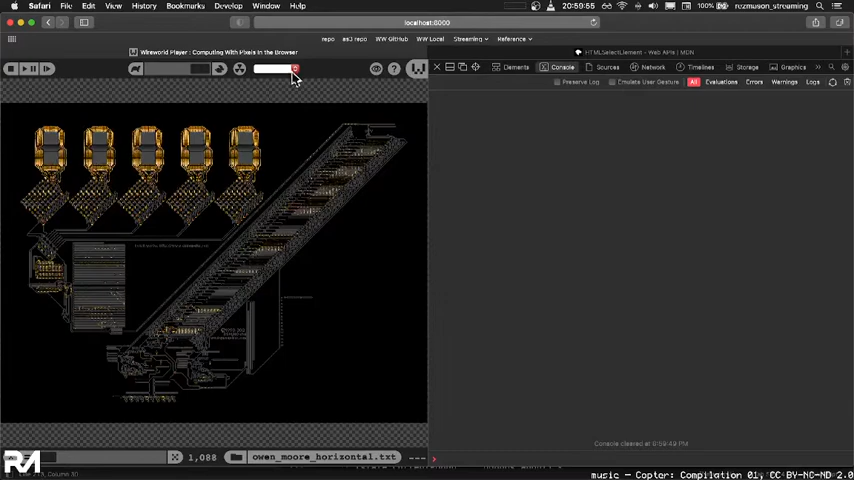 Safari File Edit View History Bookmarks Develop Window Help
100% 20:59:55 rezmason_streaming
localhost:8000
repo as3 repo WW GitHub WW Local Streaming Reference
Wireworld Player : Computing With Pixels in the Browser
HTMLSelectElement - Web APIs | MDN
Elements Console Sources Network Timelines Storage Graphics
Preserve Log Emulate User Gesture All Evaluations Errors Warnings Logs
Console cleared at 8:59:49 PM
1,088 owen_moore_horizontal.txt
music — Copter: Compilation 01, CC BY-NC-ND 2.0